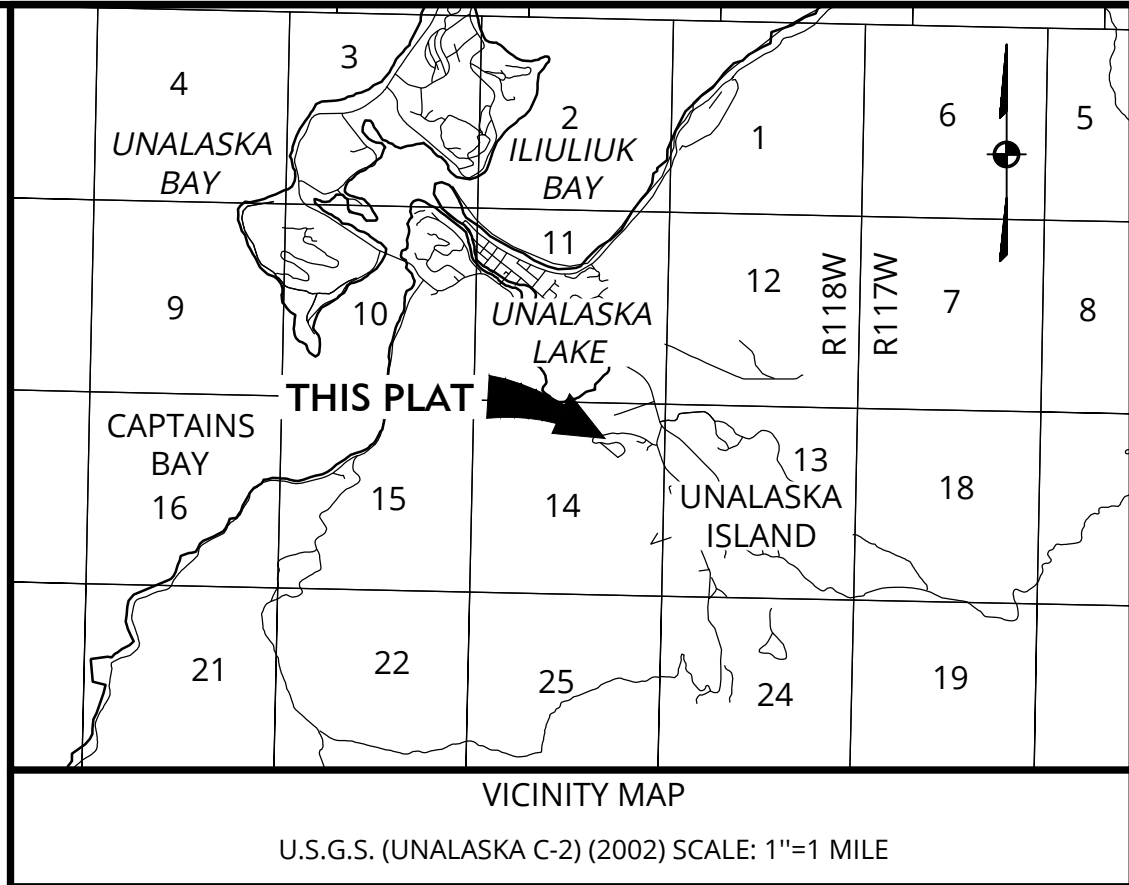 3
4
2
6
5
1
UNALASKA
BAY
ILIULIUK
BAY
11
12
R118W
R117W
7
8
9
10
UNALASKA
LAKE
THIS PLAT
CAPTAINS
BAY
16
15
14
13
UNALASKA
ISLAND
18
21
22
25
24
19
VICINITY MAP
U.S.G.S. (UNALASKA C-2) (2002) SCALE: 1''=1 MILE